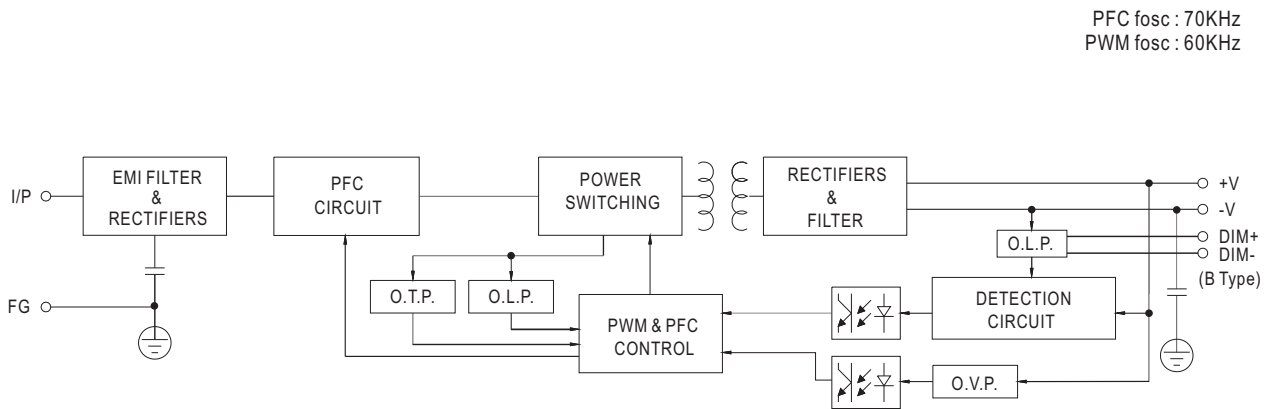 PFC fosc : 70KHz
PWM fosc : 60KHz
I/P
EMI FILTER
&
RECTIFIERS
PFC
CIRCUIT
POWER
SWITCHING
RECTIFIERS
&
FILTER
+V
-V
O.L.P.
DIM+
DIM-
(B Type)
FG
O.T.P.
O.L.P.
PWM & PFC
CONTROL
DETECTION
CIRCUIT
O.V.P.